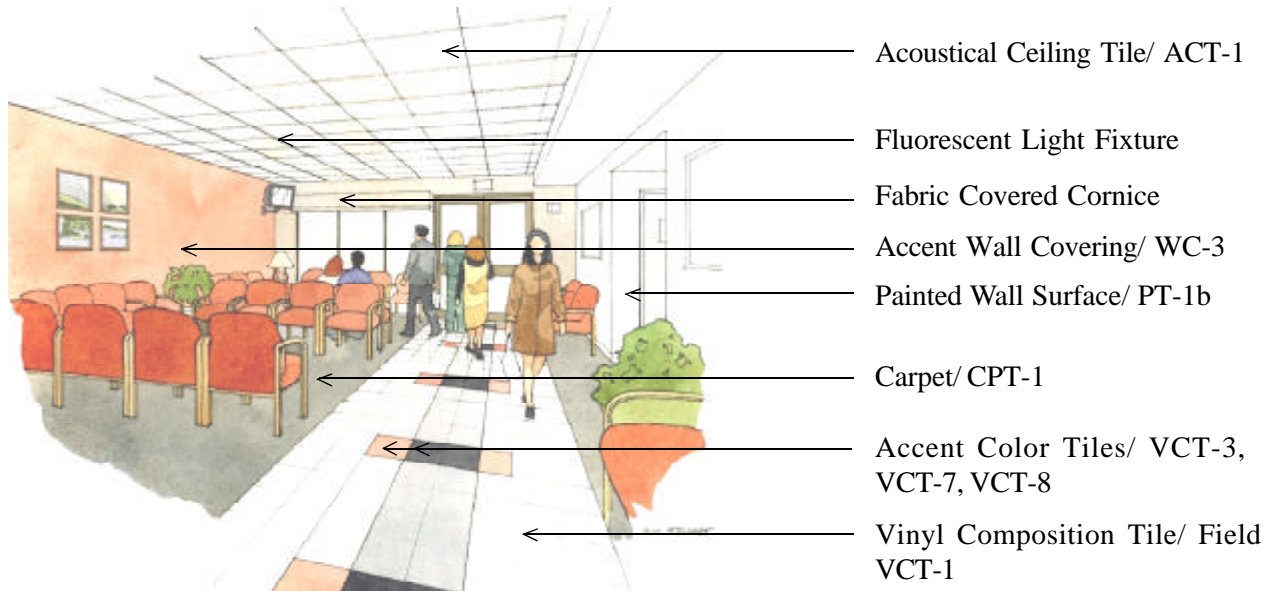 Acoustical Ceiling Tile/ ACT-1
Fluorescent Light Fixture
Fabric Covered Cornice
Accent Wall Covering/ WC-3
Painted Wall Surface/ PT-1b
Carpet/ CPT-1
Accent Color Tiles/ VCT-3,
VCT-7, VCT-8
Vinyl Composition Tile/ Field
VCT-1